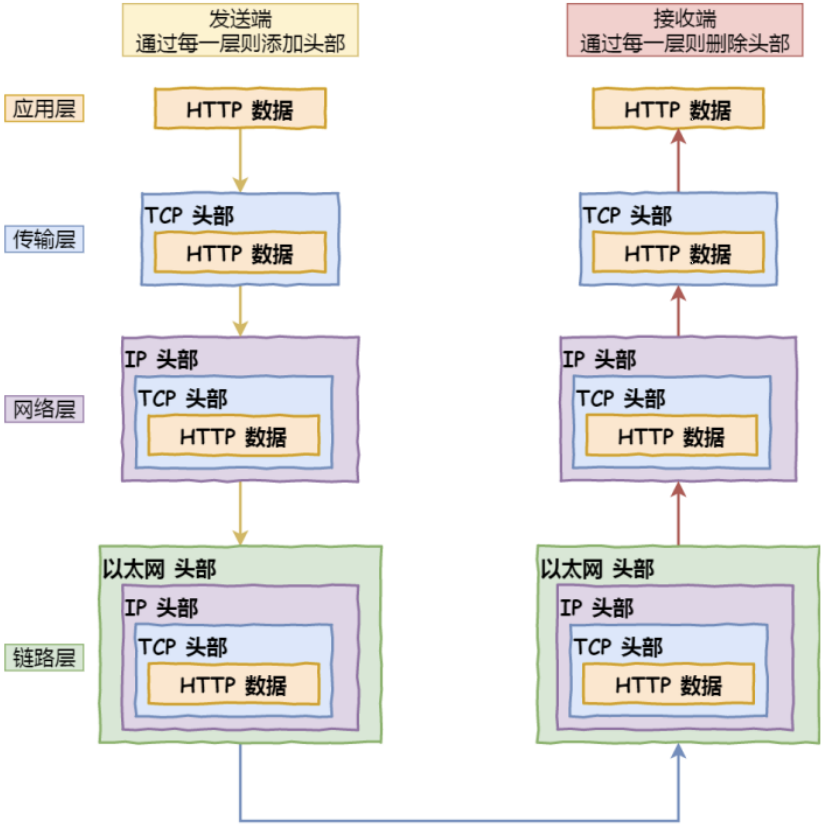 发送端
通过每一层则添加头部
接收端
通过每一层则删除头部
应用层
HTTP 数据
HTTP 数据
传输层
TCP 头部
HTTP 数据
TCP 头部
HTTP 数据
网络层
IP 头部
TCP 头部
HTTP 数据
IP 头部
TCP 头部
HTTP 数据
链路层
以太网 头部
IP 头部
TCP 头部
HTTP 数据
以太网 头部
IP 头部
TCP 头部
HTTP 数据